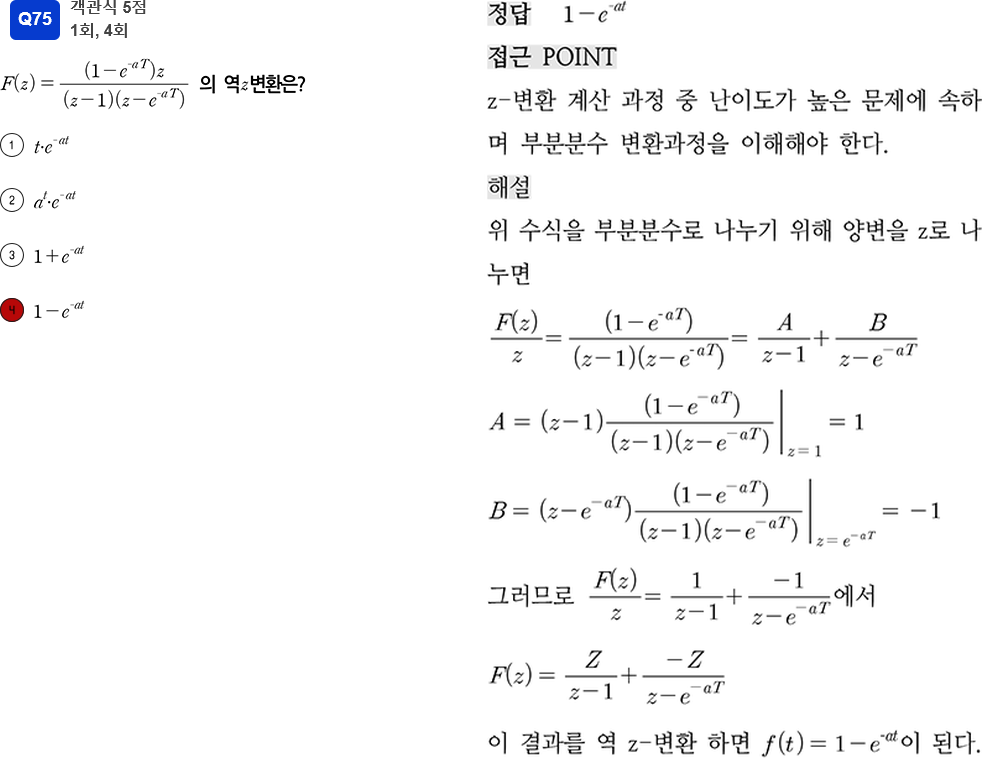 Q75
객관식 5점
1회, 4회
F(z) = \frac{(1-e^{-aT})z}{(z-1)(z-e^{-aT})} 의 역z변환은?
① t·e^{-at}
② a^{t}·e^{-at}
③ 1+e^{-at}
④ 1-e^{-at}
정답 1-e^{-at}
접근 POINT
z-변환 계산 과정 중 난이도가 높은 문제에 속하
며 부분분수 변환과정을 이해해야 한다.
해설
위 수식을 부분분수로 나누기 위해 양변을 z로 나
누면
\frac{F(z)}{z} = \frac{(1-e^{-aT})}{(z-1)(z-e^{-aT})} = \frac{A}{z-1} + \frac{B}{z-e^{-aT}}
A = (z-1)\frac{(1-e^{-aT})}{(z-1)(z-e^{-aT})}|_{z=1} = 1
B = (z-e^{-aT})\frac{(1-e^{-aT})}{(z-1)(z-e^{-aT})}|_{z=e^{-aT}} = -1
그러므로 \frac{F(z)}{z} = \frac{1}{z-1} + \frac{-1}{z-e^{-aT}}에서
F(z) = \frac{Z}{z-1} + \frac{-Z}{z-e^{-aT}}
이 결과를 역 z-변환 하면 f(t) = 1-e^{-at}이 된다.